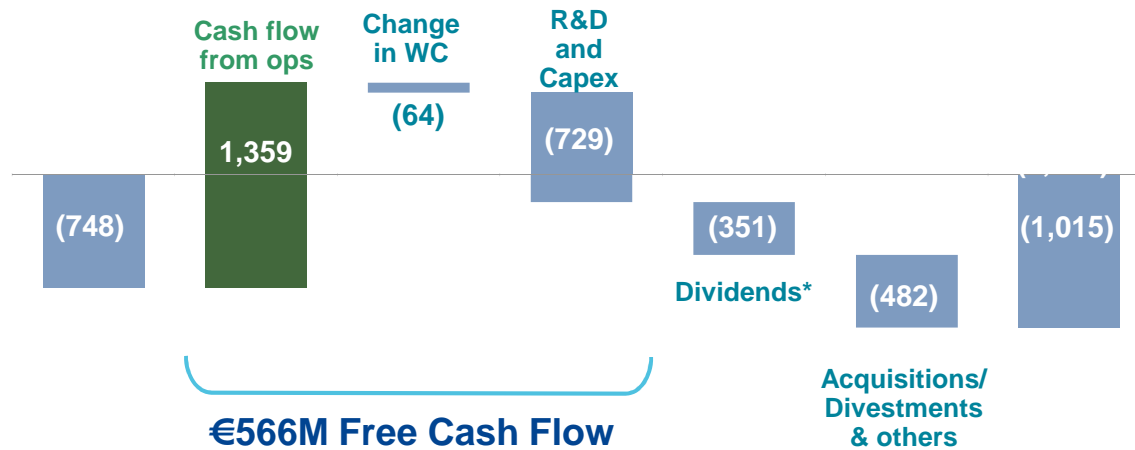 Cash flow
from ops
Change
in WC
R&D
and
Capex
(748)
1,359
(64)
(729)
(351)
Dividends*
(482)
(1,015)
Acquisitions/
Divestments
& others
€566M Free Cash Flow